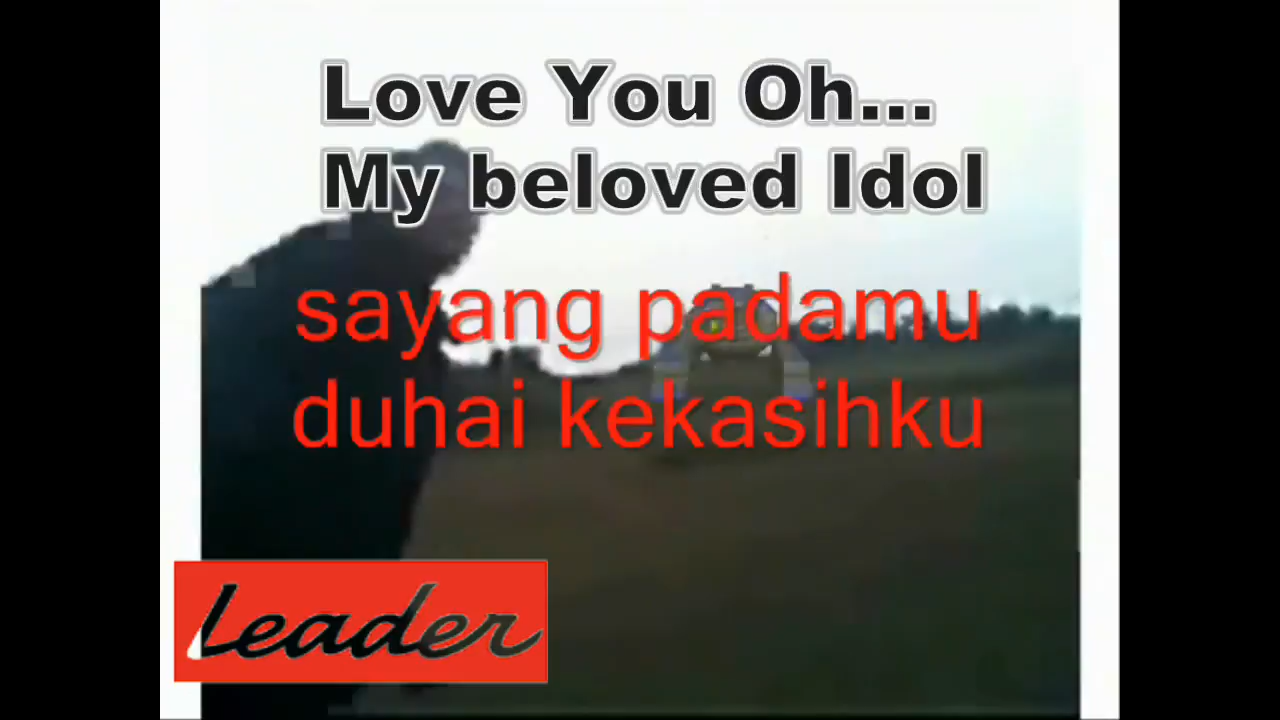 Love You Oh...
My beloved Idol
sayang padamu
duhai kekasihku
Leader